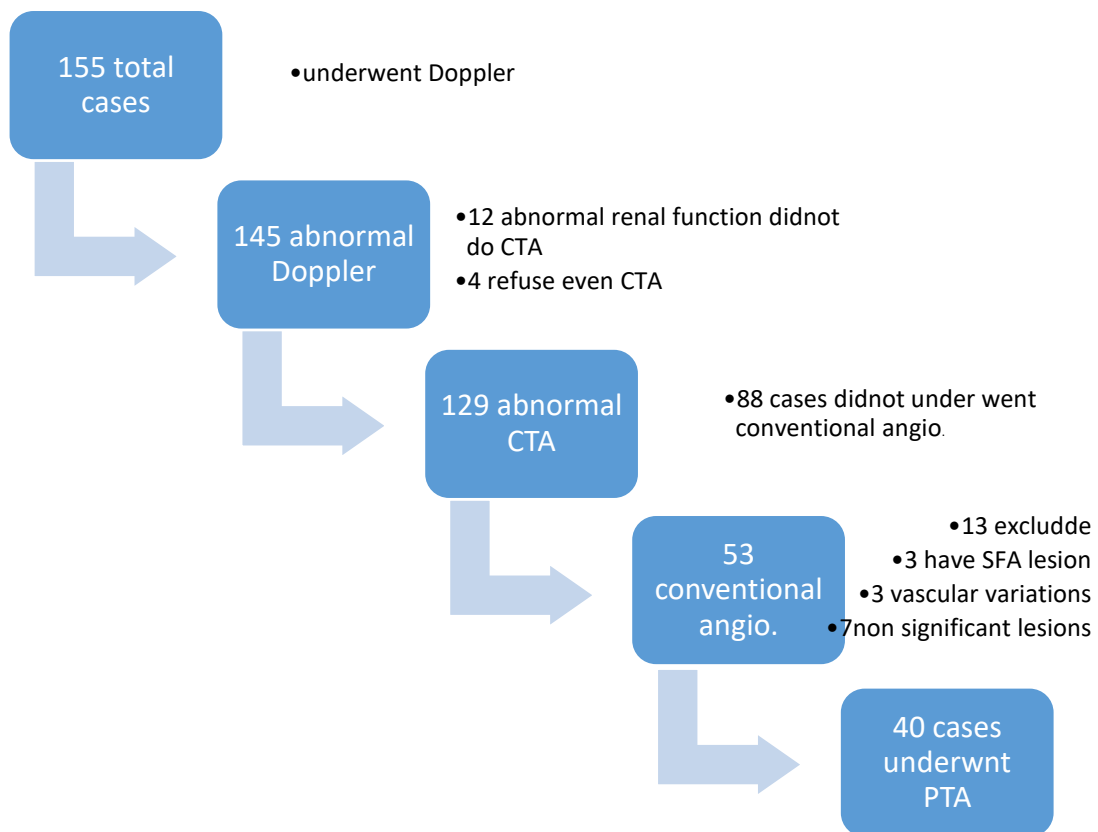 155 total
cases
•underwent Doppler
145 abnormal
Doppler
•12 abnormal renal function didnot
do CTA
•4 refuse even CTA
129 abnormal
CTA
•88 cases didnot under went
conventional angio.
53
conventional
angio.
•13 excludde
•3 have SFA lesion
•3 vascular variations
•7non significant lesions
40 cases
underwnt
PTA